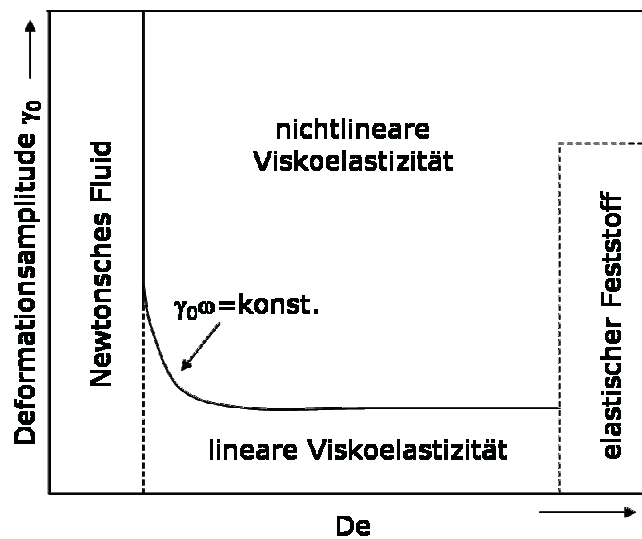 Deformationsamplitude γ₀
Newtonsches Fluid
nichtlineare
Viskoelastizität
γ₀ω=konst.
lineare Viskoelastizität
elastischer Feststoff
De